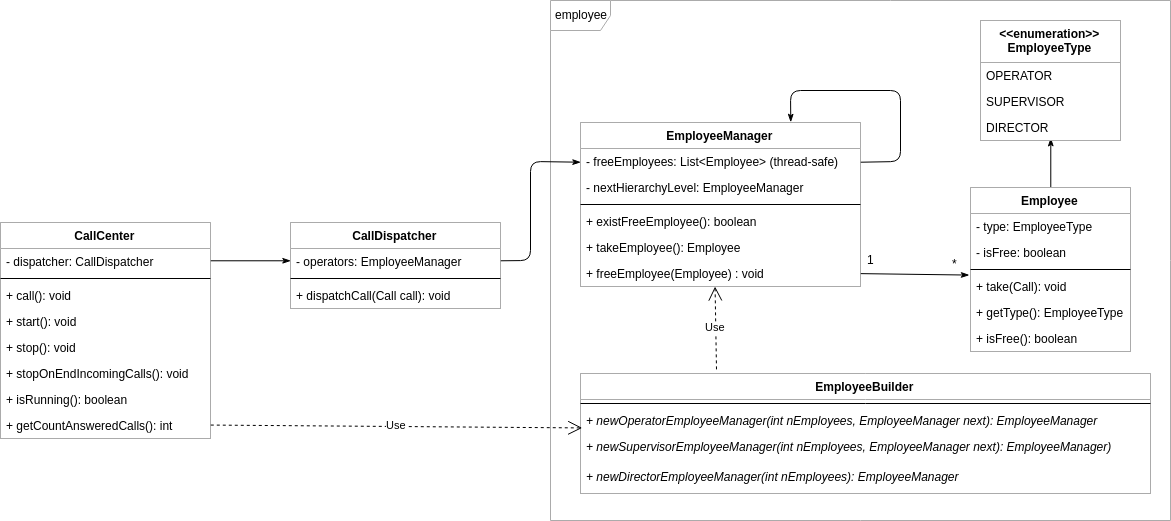 employee
<<enumeration>>
EmployeeType
OPERATOR
SUPERVISOR
DIRECTOR
EmployeeManager
- freeEmployees: List<Employee> (thread-safe)
- nextHierarchyLevel: EmployeeManager
+ existFreeEmployee(): boolean
+ takeEmployee(): Employee
+ freeEmployee(Employee) : void
1
*
Employee
- type: EmployeeType
- isFree: boolean
+ take(Call): void
+ getType(): EmployeeType
+ isFree(): boolean
CallCenter
- dispatcher: CallDispatcher
+ call(): void
+ start(): void
+ stop(): void
+ stopOnEndIncomingCalls(): void
+ isRunning(): boolean
+ getCountAnsweredCalls(): int
CallDispatcher
- operators: EmployeeManager
+ dispatchCall(Call call): void
Use
Use
EmployeeBuilder
+ newOperatorEmployeeManager(int nEmployees, EmployeeManager next): EmployeeManager
+ newSupervisorEmployeeManager(int nEmployees, EmployeeManager next): EmployeeManager)
+ newDirectorEmployeeManager(int nEmployees): EmployeeManager